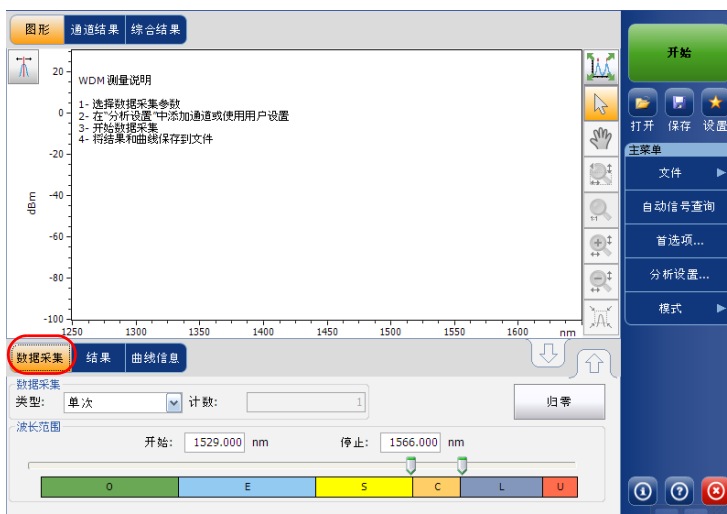 图形 通道结果 综合结果
WDM 测量说明
1- 选择数据采集参数
2- 在"分析设置"中添加通道或使用用户设置
3- 开始数据采集
4- 将结果和曲线保存到文件
20
0
-20
-40
-60
-80
-100
dBm
1250 1300 1350 1400 1450 1500 1550 1600 nm
1:1
开始
打开 保存 设置
主菜单
文件
自动信号查询
首选项...
分析设置...
模式
数据采集 结果 曲线信息
数据采集
类型: 单次 计数: 1 归零
波长范围
开始: 1529.000 nm 停止: 1566.000 nm
O E S C L U